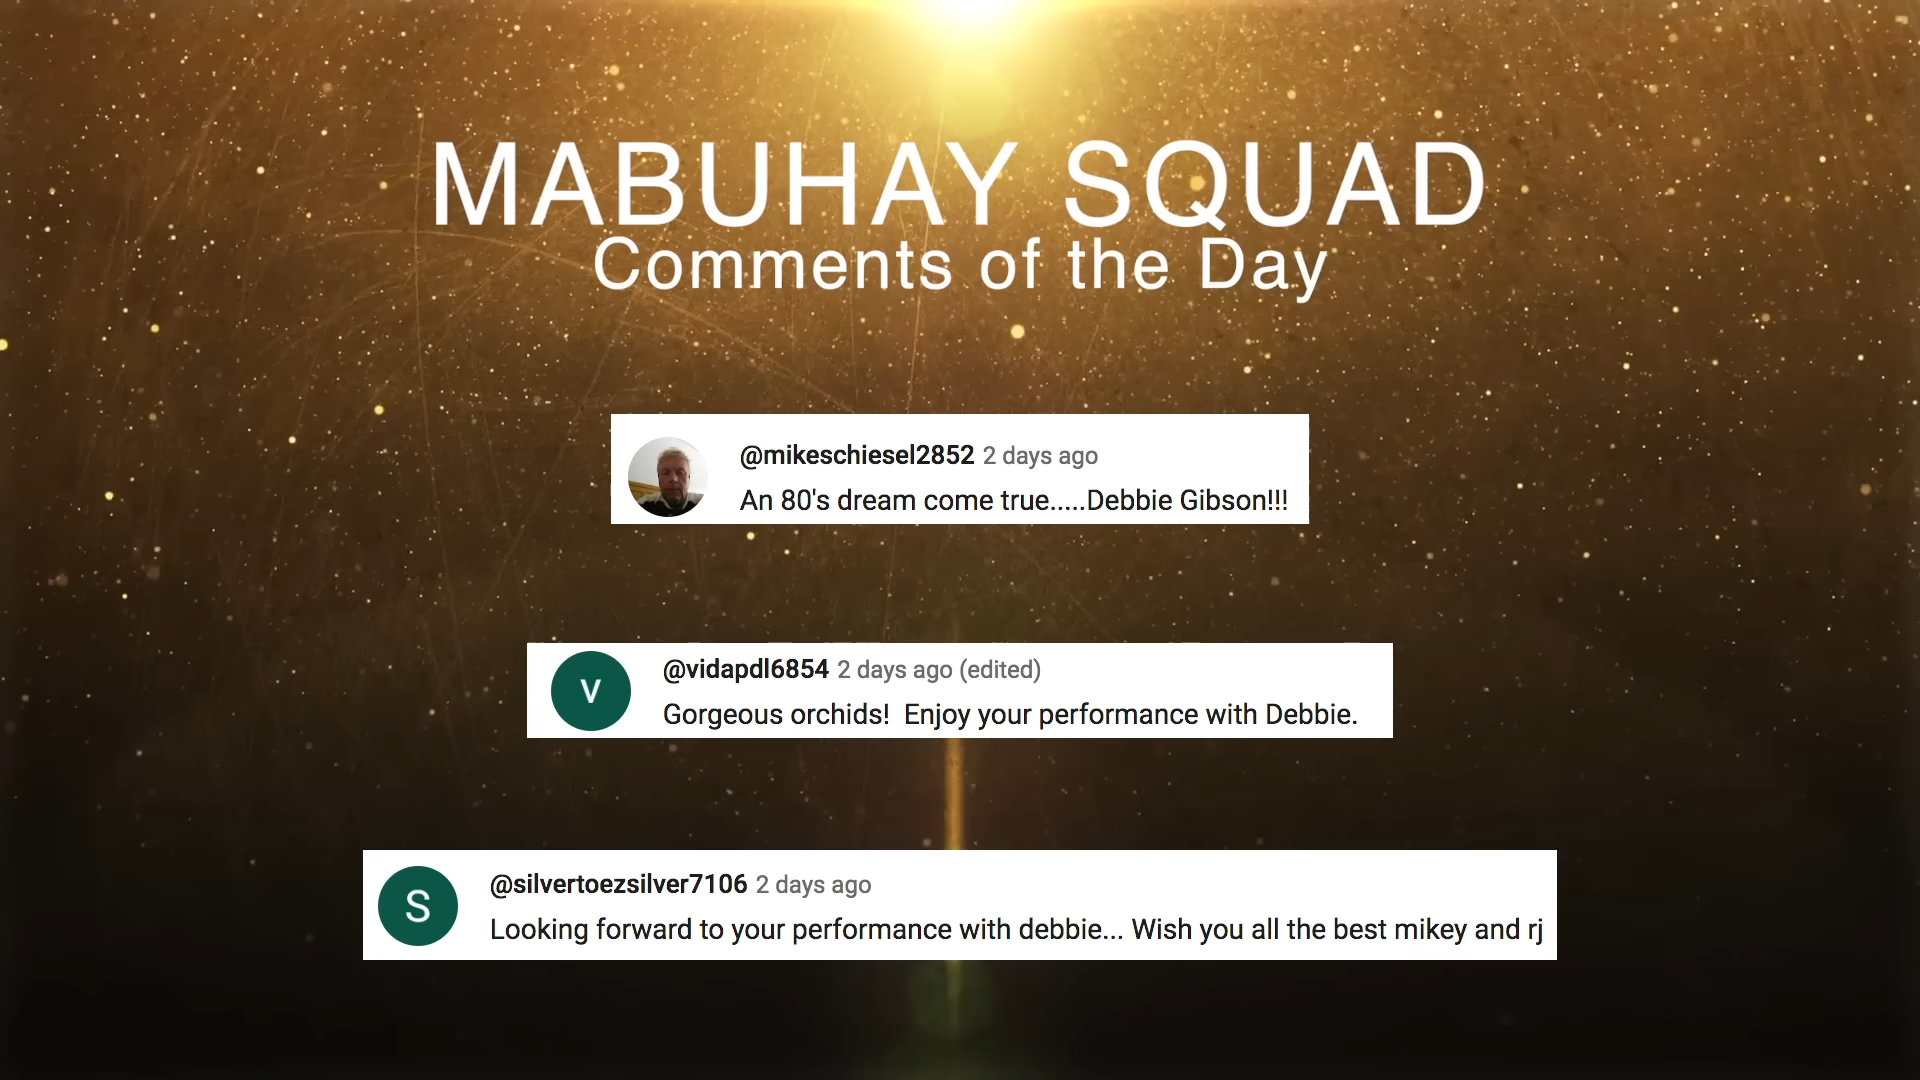 MABUHAY SQUAD
Comments of the Day
@mikeschiesel2852 2 days ago
An 80's dream come true.....Debbie Gibson!!!
V
@vidapdl6854 2 days ago (edited)
Gorgeous orchids!  Enjoy your performance with Debbie.
S
@silvertoezsilver7106 2 days ago
Looking forward to your performance with debbie... Wish you all the best mikey and rj